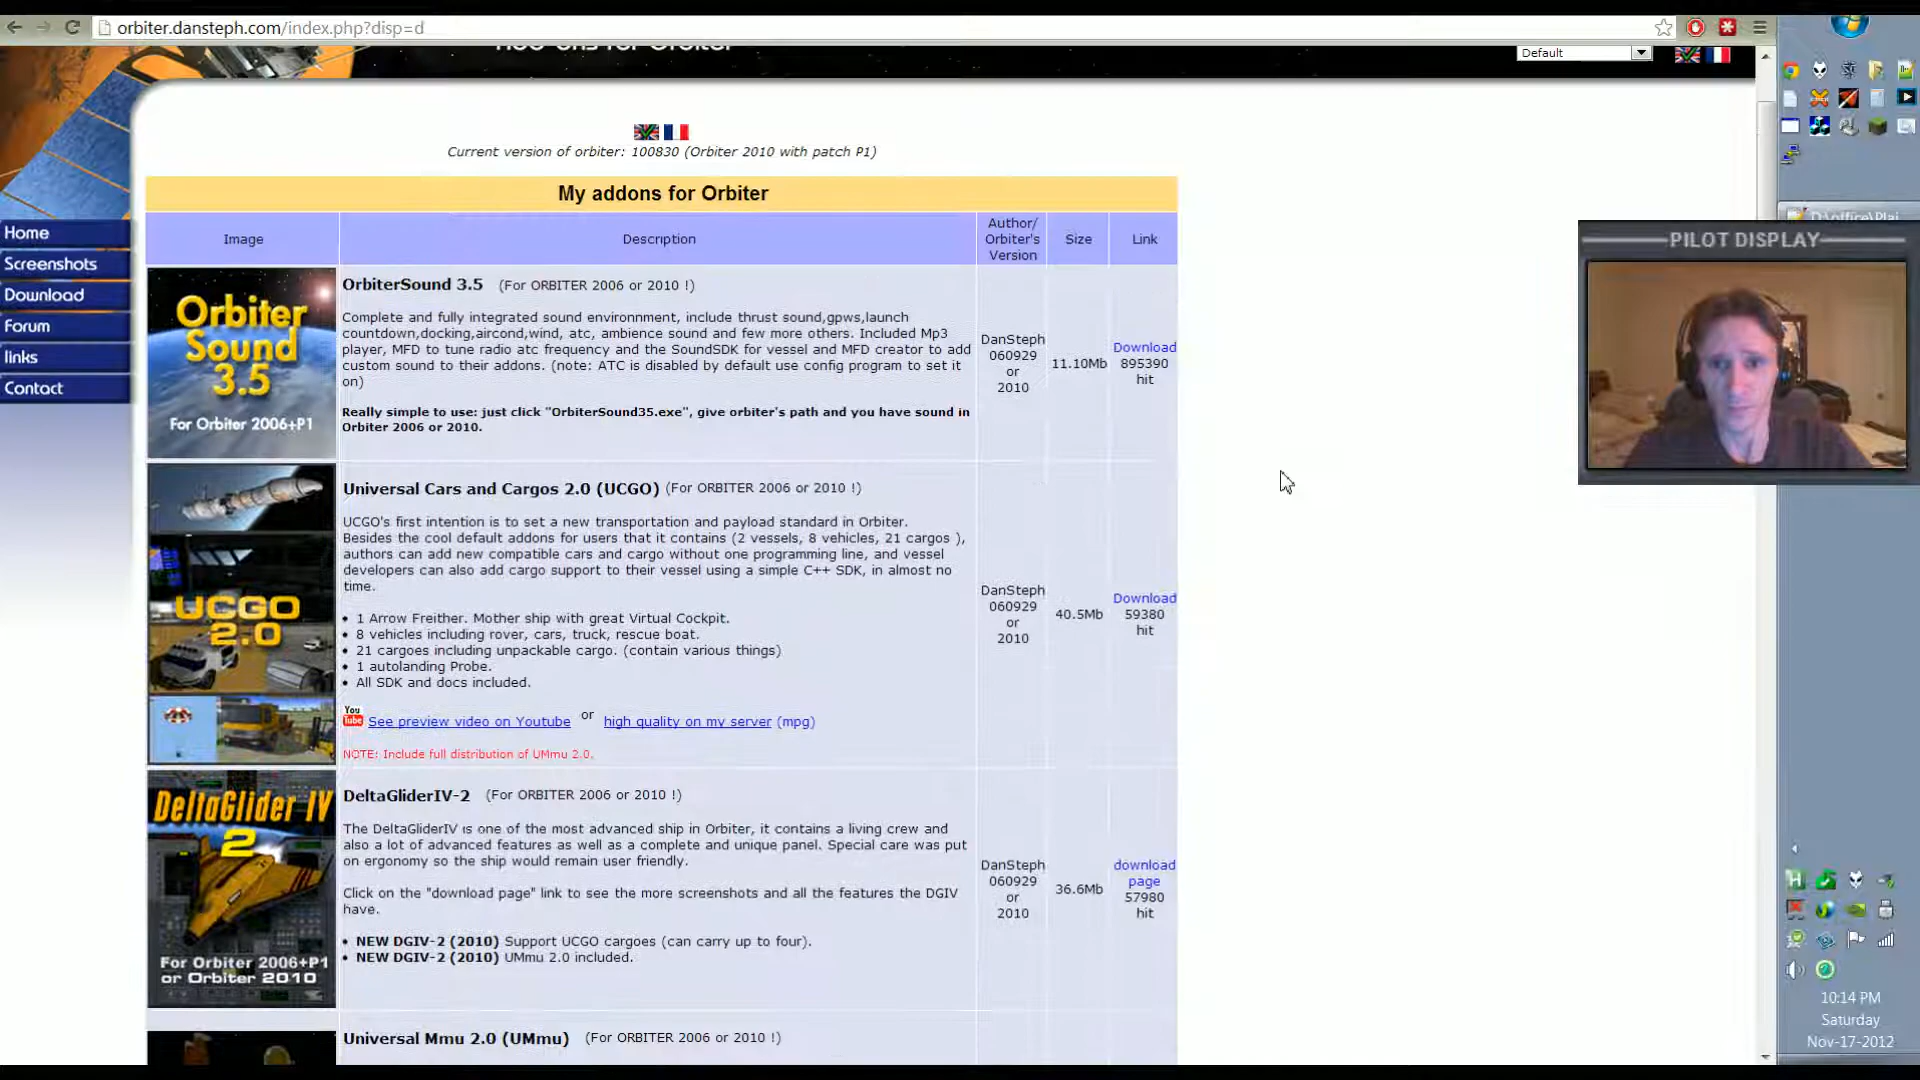 orbiter.dansteph.com/index.php?disp=d
Default
Current version of orbiter: 100830 (Orbiter 2010 with patch P1)
My addons for Orbiter
Image
Description
Author/
Orbiter's
Version
Size
Link
Home
Screenshots
Download
Forum
links
Contact
Orbiter
Sound
3.5
For Orbiter 2006+P1
OrbiterSound 3.5 (For ORBITER 2006 or 2010 !)
Complete and fully integrated sound environnment, include thrust sound,gpws,launch
countdown,docking,aircond,wind, atc, ambience sound and few more others. Included Mp3
player, MFD to tune radio atc frequency and the SoundSDK for vessel and MFD creator to add
custom sound to their addons. (note: ATC is disabled by default use config program to set it
on)
Really simple to use: just click "OrbiterSound35.exe", give orbiter's path and you have sound in
Orbiter 2006 or 2010.
DanSteph
060929
or
2010
11.10Mb
Download
895390
hit
UCGO
2.0
Universal Cars and Cargos 2.0 (UCGO) (For ORBITER 2006 or 2010 !)
UCGO's first intention is to set a new transportation and payload standard in Orbiter.
Besides the cool default addons for users that it contains (2 vessels, 8 vehicles, 21 cargos ),
authors can add new compatible cars and cargo without one programming line, and vessel
developers can also add cargo support to their vessel using a simple C++ SDK, in almost no
time.
• 1 Arrow Freither. Mother ship with great Virtual Cockpit.
• 8 vehicles including rover, cars, truck, rescue boat.
• 21 cargoes including unpackable cargo. (contain various things)
• 1 autolanding Probe.
• All SDK and docs included.
You
Tube
See preview video on Youtube or high quality on my server (mpg)
NOTE: Include full distribution of UMmu 2.0.
DanSteph
060929
or
2010
40.5Mb
Download
59380
hit
DeltaGlider IV
2
For Orbiter 2006+P1
or Orbiter 2010
DeltaGliderIV-2 (For ORBITER 2006 or 2010 !)
The DeltaGliderIV is one of the most advanced ship in Orbiter, it contains a living crew and
also a lot of advanced features as well as a complete and unique panel. Special care was put
on ergonomy so the ship would remain user friendly.
Click on the "download page" link to see the more screenshots and all the features the DGIV
have.
• NEW DGIV-2 (2010) Support UCGO cargoes (can carry up to four).
• NEW DGIV-2 (2010) UMmu 2.0 included.
DanSteph
060929
or
2010
36.6Mb
download
page
57980
hit
Universal Mmu 2.0 (UMmu) (For ORBITER 2006 or 2010 !)
PILOT DISPLAY
10:14 PM
Saturday
Nov-17-2012